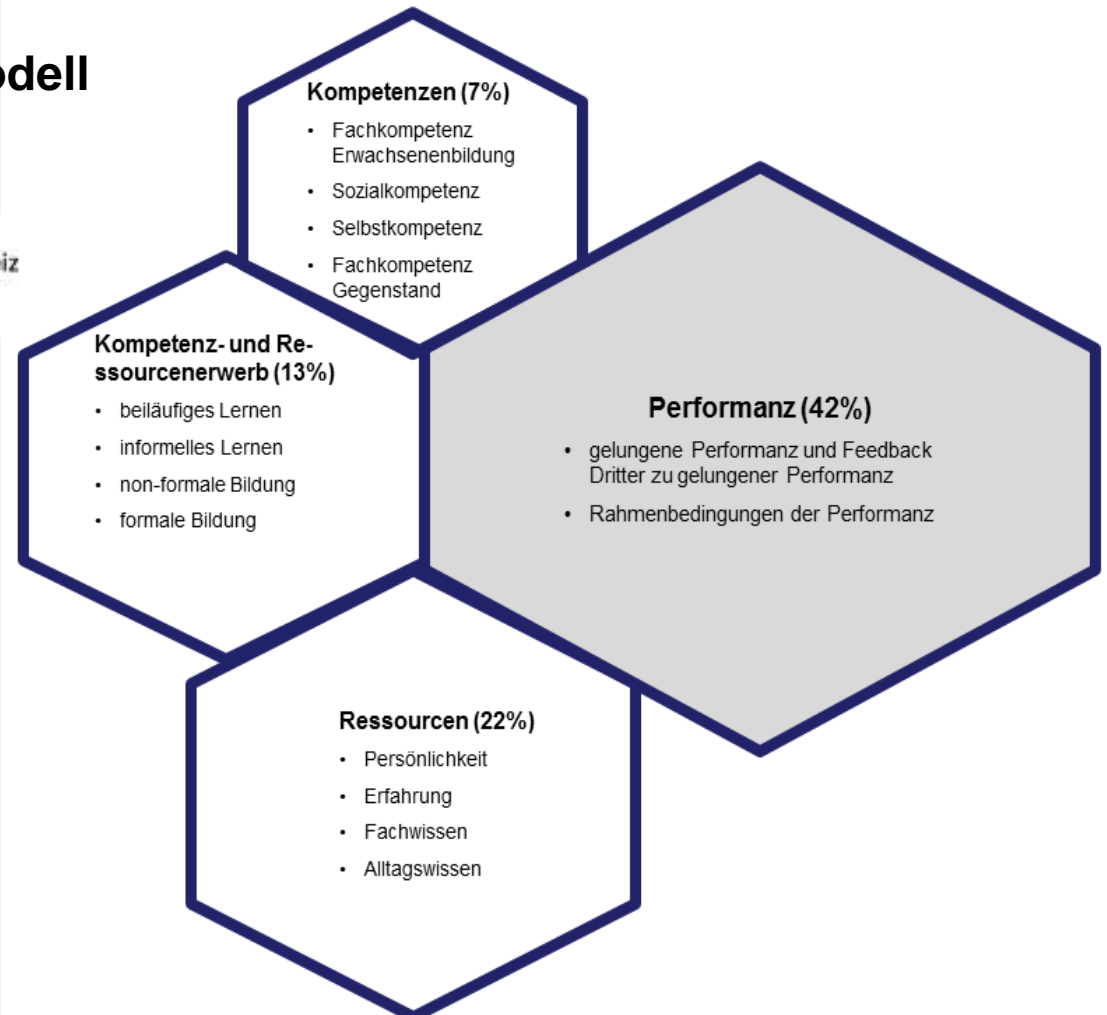 odell
Kompetenzen (7%)
• Fachkompetenz
Erwachsenenbildung
• Sozialkompetenz
• Selbstkompetenz
• Fachkompetenz
Gegenstand
iz
Kompetenz- und Re-
ssourcenerwerb (13%)
• beiläufiges Lernen
• informelles Lernen
• non-formale Bildung
• formale Bildung
Performanz (42%)
• gelungene Performanz und Feedback
Dritter zu gelungener Performanz
• Rahmenbedingungen der Performanz
Ressourcen (22%)
• Persönlichkeit
• Erfahrung
• Fachwissen
• Alltagswissen